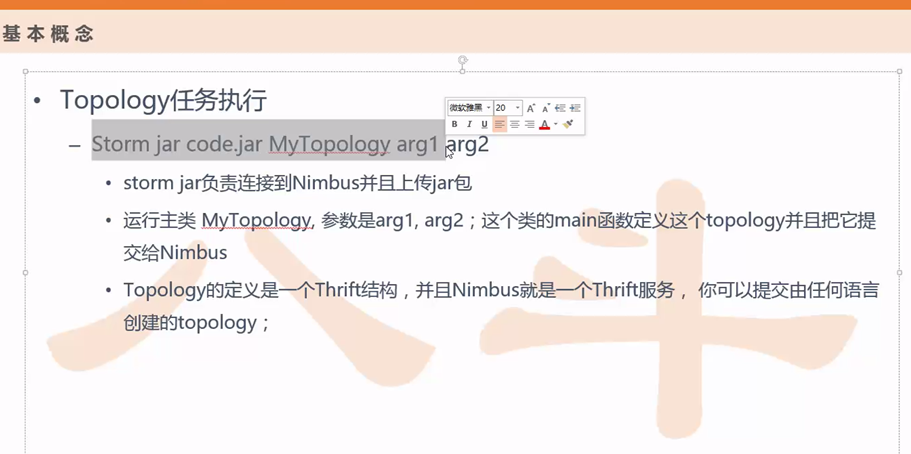 基本概念
• Topology任务执行
– Storm jar code.jar MyTopology arg1 arg2
• storm jar负责连接到Nimbus并且上传jar包
• 运行主类 MyTopology, 参数是arg1, arg2；这个类的main函数定义这个topology并且把它提
交给Nimbus
• Topology的定义是一个Thrift结构，并且Nimbus就是一个Thrift服务， 你可以提交由任何语言
创建的topology；
微软雅黑 20
B I U A
八斗